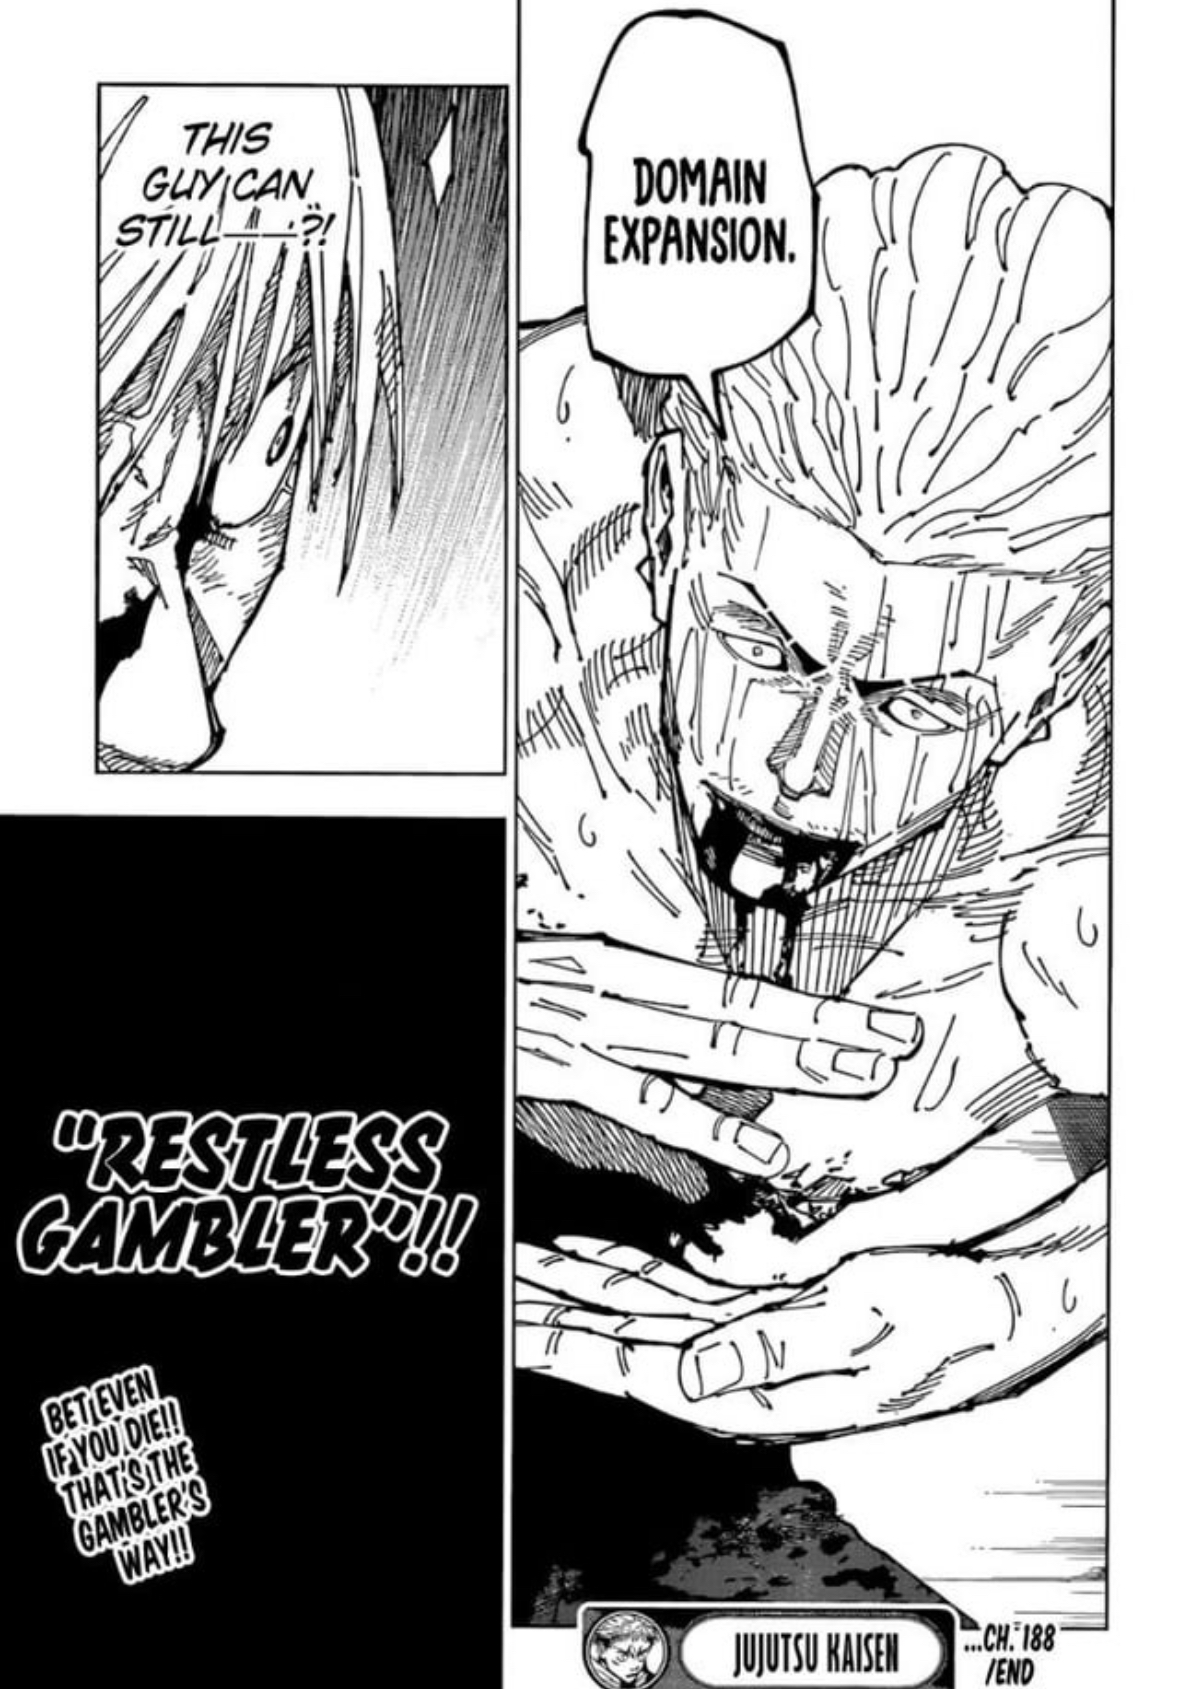 DOMAIN
EXPANSION.
THIS
GUY CAN
STILL——?!
"RESTLESS
GAMBLER"!!
BET EVEN
IF YOU DIE!!
THAT'S THE
GAMBLER'S
WAY!!
JUJUTSU KAISEN
...CH. 188
/END